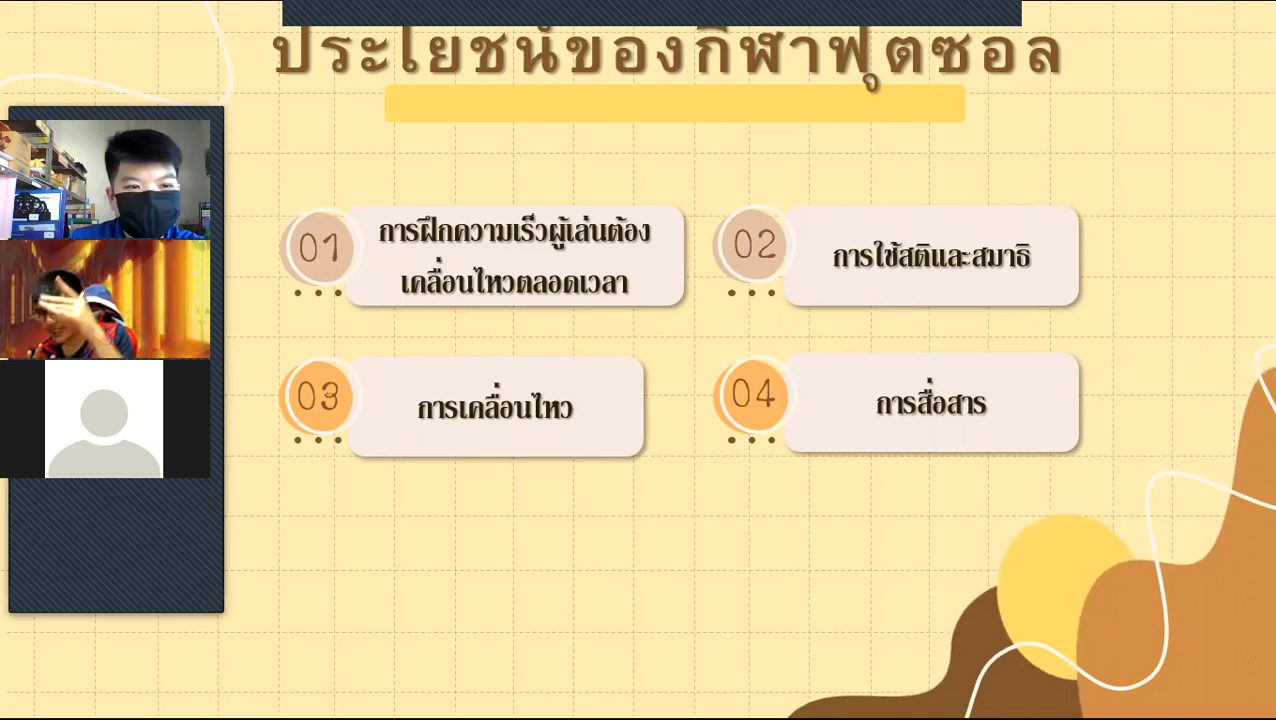 ประโยชน์ของกีฬาฟุตซอล
01
การฝึกความเร็วผู้เล่นต้อง
เคลื่อนไหวตลอดเวลา
02
การใช้สติและสมาธิ
03
การเคลื่อนไหว
04
การสื่อสาร